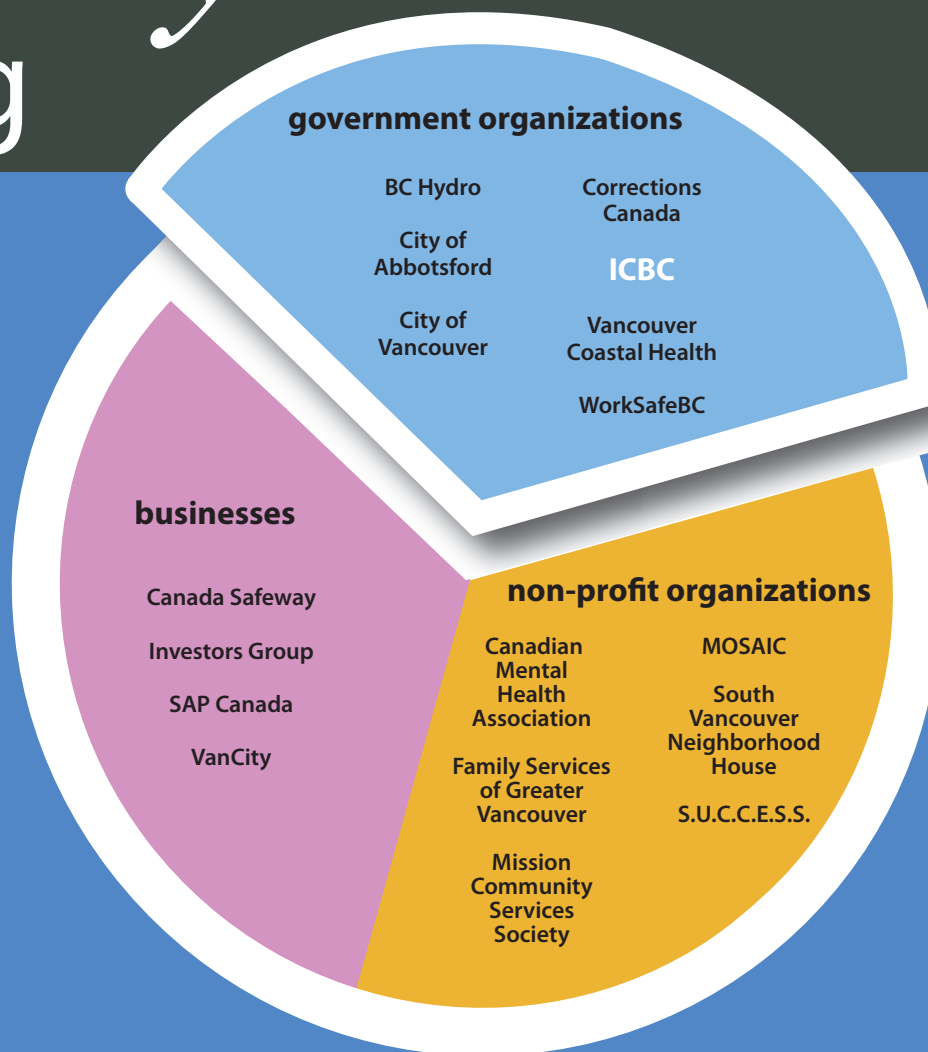 g
government organizations
BC Hydro
City of
Abbotsford
City of
Vancouver
Corrections
Canada
ICBC
Vancouver
Coastal Health
WorkSafeBC
businesses
Canada Safeway
Investors Group
SAP Canada
VanCity
non-profit organizations
Canadian
Mental
Health
Association
Family Services
of Greater
Vancouver
Mission
Community
Services
Society
MOSAIC
South
Vancouver
Neighborhood
House
S.U.C.C.E.S.S.